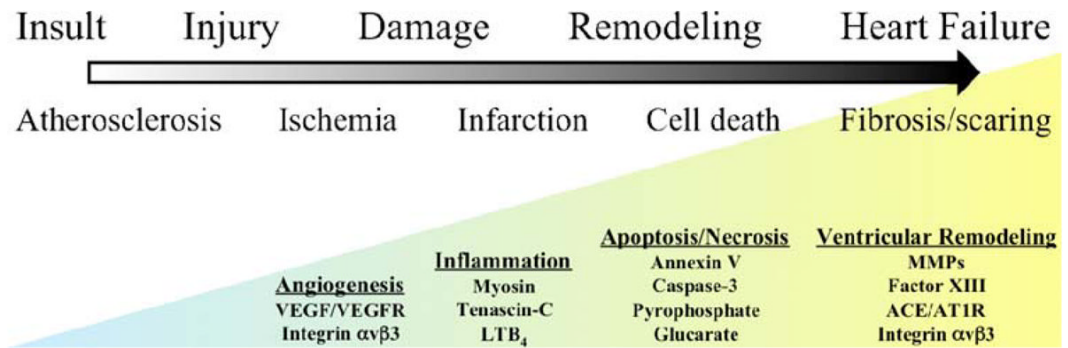 Insult Injury Damage Remodeling Heart Failure
Atherosclerosis Ischemia Infarction Cell death Fibrosis/scaring
Angiogenesis
VEGF/VEGFR
Integrin αvβ3
Inflammation
Myosin
Tenascin-C
LTB₄
Apoptosis/Necrosis
Annexin V
Caspase-3
Pyrophosphate
Glucarate
Ventricular Remodeling
MMPs
Factor XIII
ACE/AT1R
Integrin αvβ3